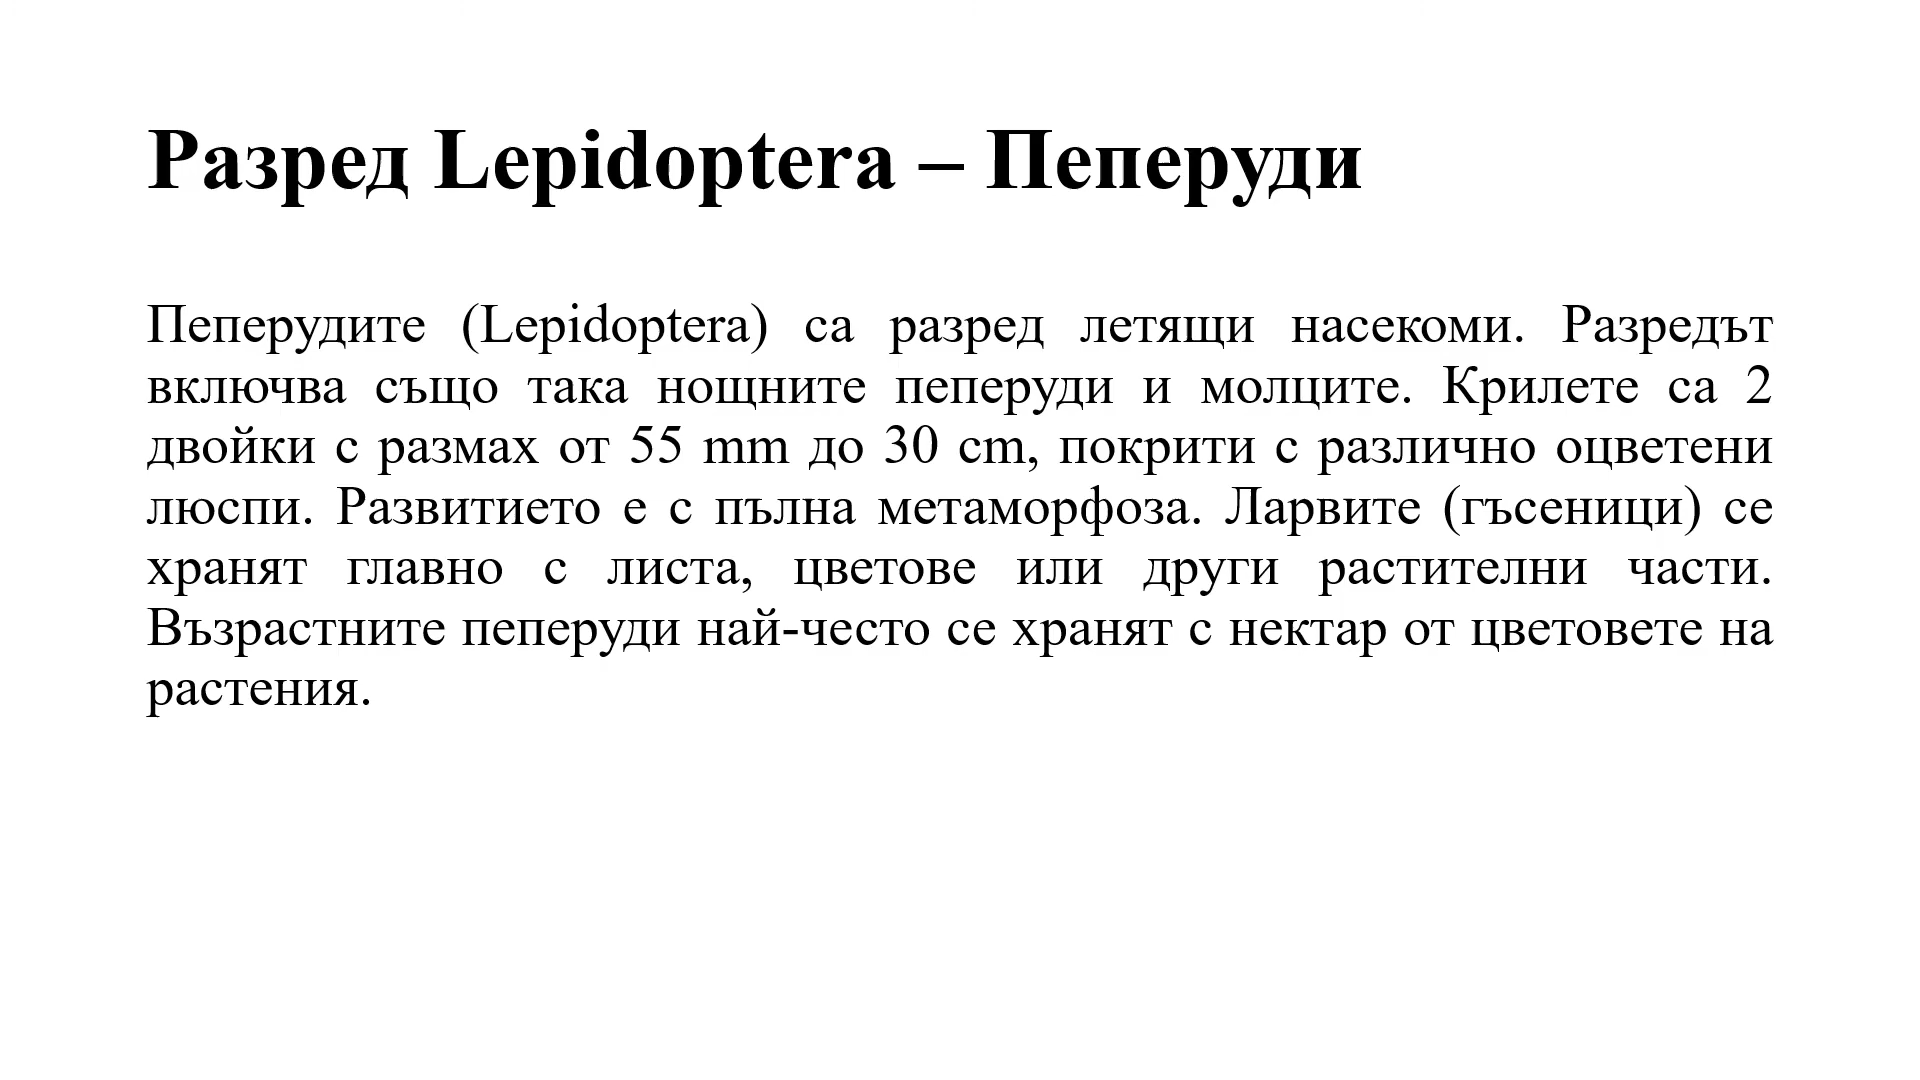 Разред Lepidoptera – Пеперуди
Пеперудите (Lepidoptera) са разред летящи насекоми. Разредът
включва също така нощните пеперуди и молците. Крилете са 2
двойки с размах от 55 mm до 30 cm, покрити с различно оцветени
люспи. Развитието е с пълна метаморфоза. Ларвите (гъсеници) се
хранят главно с листа, цветове или други растителни части.
Възрастните пеперуди най-често се хранят с нектар от цветовете на
растения.